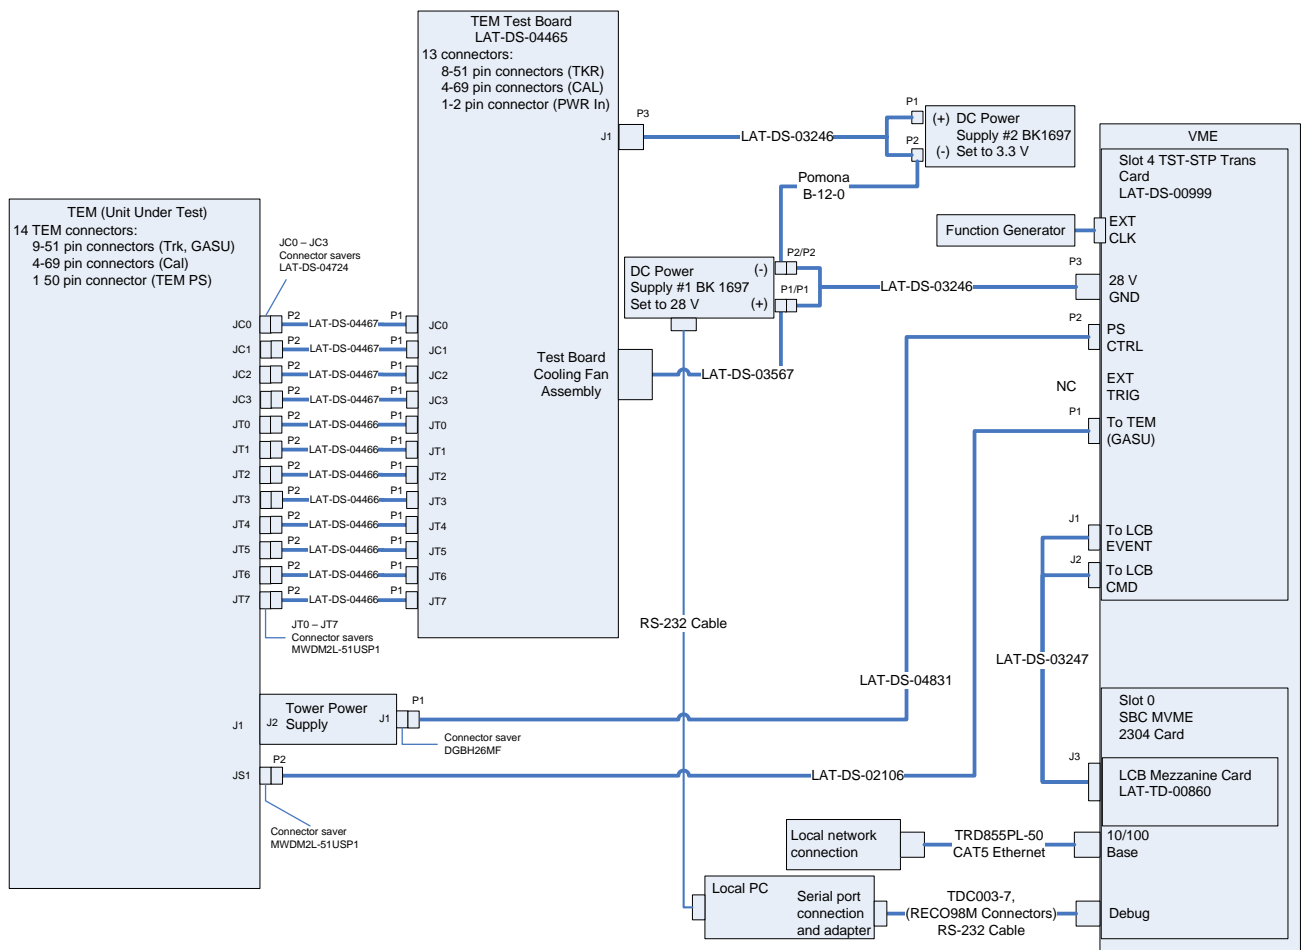 TEM Test Board
LAT-DS-04465
13 connectors:
8-51 pin connectors (TKR)
4-69 pin connectors (CAL)
1-2 pin connector (PWR In)
J1
P3
LAT-DS-03246
P1
P2
(+) DC Power
Supply #2 BK1697
(-) Set to 3.3 V
Pomona
B-12-0
VME
Slot 4 TST-STP Trans
Card
LAT-DS-00999
Function Generator
EXT
CLK
P3
28 V
GND
P2
PS
CTRL
NC
EXT
TRIG
P1
To TEM
(GASU)
J1
To LCB
EVENT
J2
To LCB
CMD
TEM (Unit Under Test)
14 TEM connectors:
9-51 pin connectors (Trk, GASU)
4-69 pin connectors (Cal)
1 50 pin connector (TEM PS)
JC0 – JC3
Connector savers
LAT-DS-04724
DC Power
Supply #1 BK 1697
Set to 28 V
(-)
(+)
P2/P2
P1/P1
LAT-DS-03246
Test Board
Cooling Fan
Assembly
LAT-DS-03567
JC0 P2 LAT-DS-04467 P1 JC0
JC1 P2 LAT-DS-04467 P1 JC1
JC2 P2 LAT-DS-04467 P1 JC2
JC3 P2 LAT-DS-04467 P1 JC3
JT0 P2 LAT-DS-04466 P1 JT0
JT1 P2 LAT-DS-04466 P1 JT1
JT2 P2 LAT-DS-04466 P1 JT2
JT3 P2 LAT-DS-04466 P1 JT3
JT4 P2 LAT-DS-04466 P1 JT4
JT5 P2 LAT-DS-04466 P1 JT5
JT6 P2 LAT-DS-04466 P1 JT6
JT7 P2 LAT-DS-04466 P1 JT7
JT0 – JT7
Connector savers
MWDM2L-51USP1
RS-232 Cable
LAT-DS-03247
LAT-DS-04831
J1
J2
Tower Power
Supply
J1
P1
Connector saver
DGBH26MF
Slot 0
SBC MVME
2304 Card
JS1
P2
LAT-DS-02106
J3
LCB Mezzanine Card
LAT-TD-00860
Connector saver
MWDM2L-51USP1
Local network
connection
TRD855PL-50
CAT5 Ethernet
10/100
Base
Local PC
Serial port
connection
and adapter
TDC003-7,
(RECO98M Connectors)
RS-232 Cable
Debug